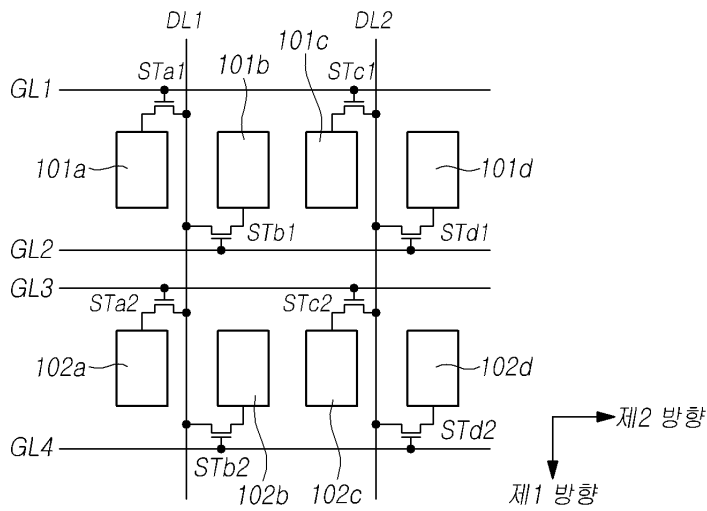 DL1
DL2
101c
STa1
101b
STc1
GL1
101a
101d
STb1
STd1
GL2
GL3
STa2
STc2
102a
102d
제2 방향
STd2
GL4
STb2
102b
102c
제1 방향